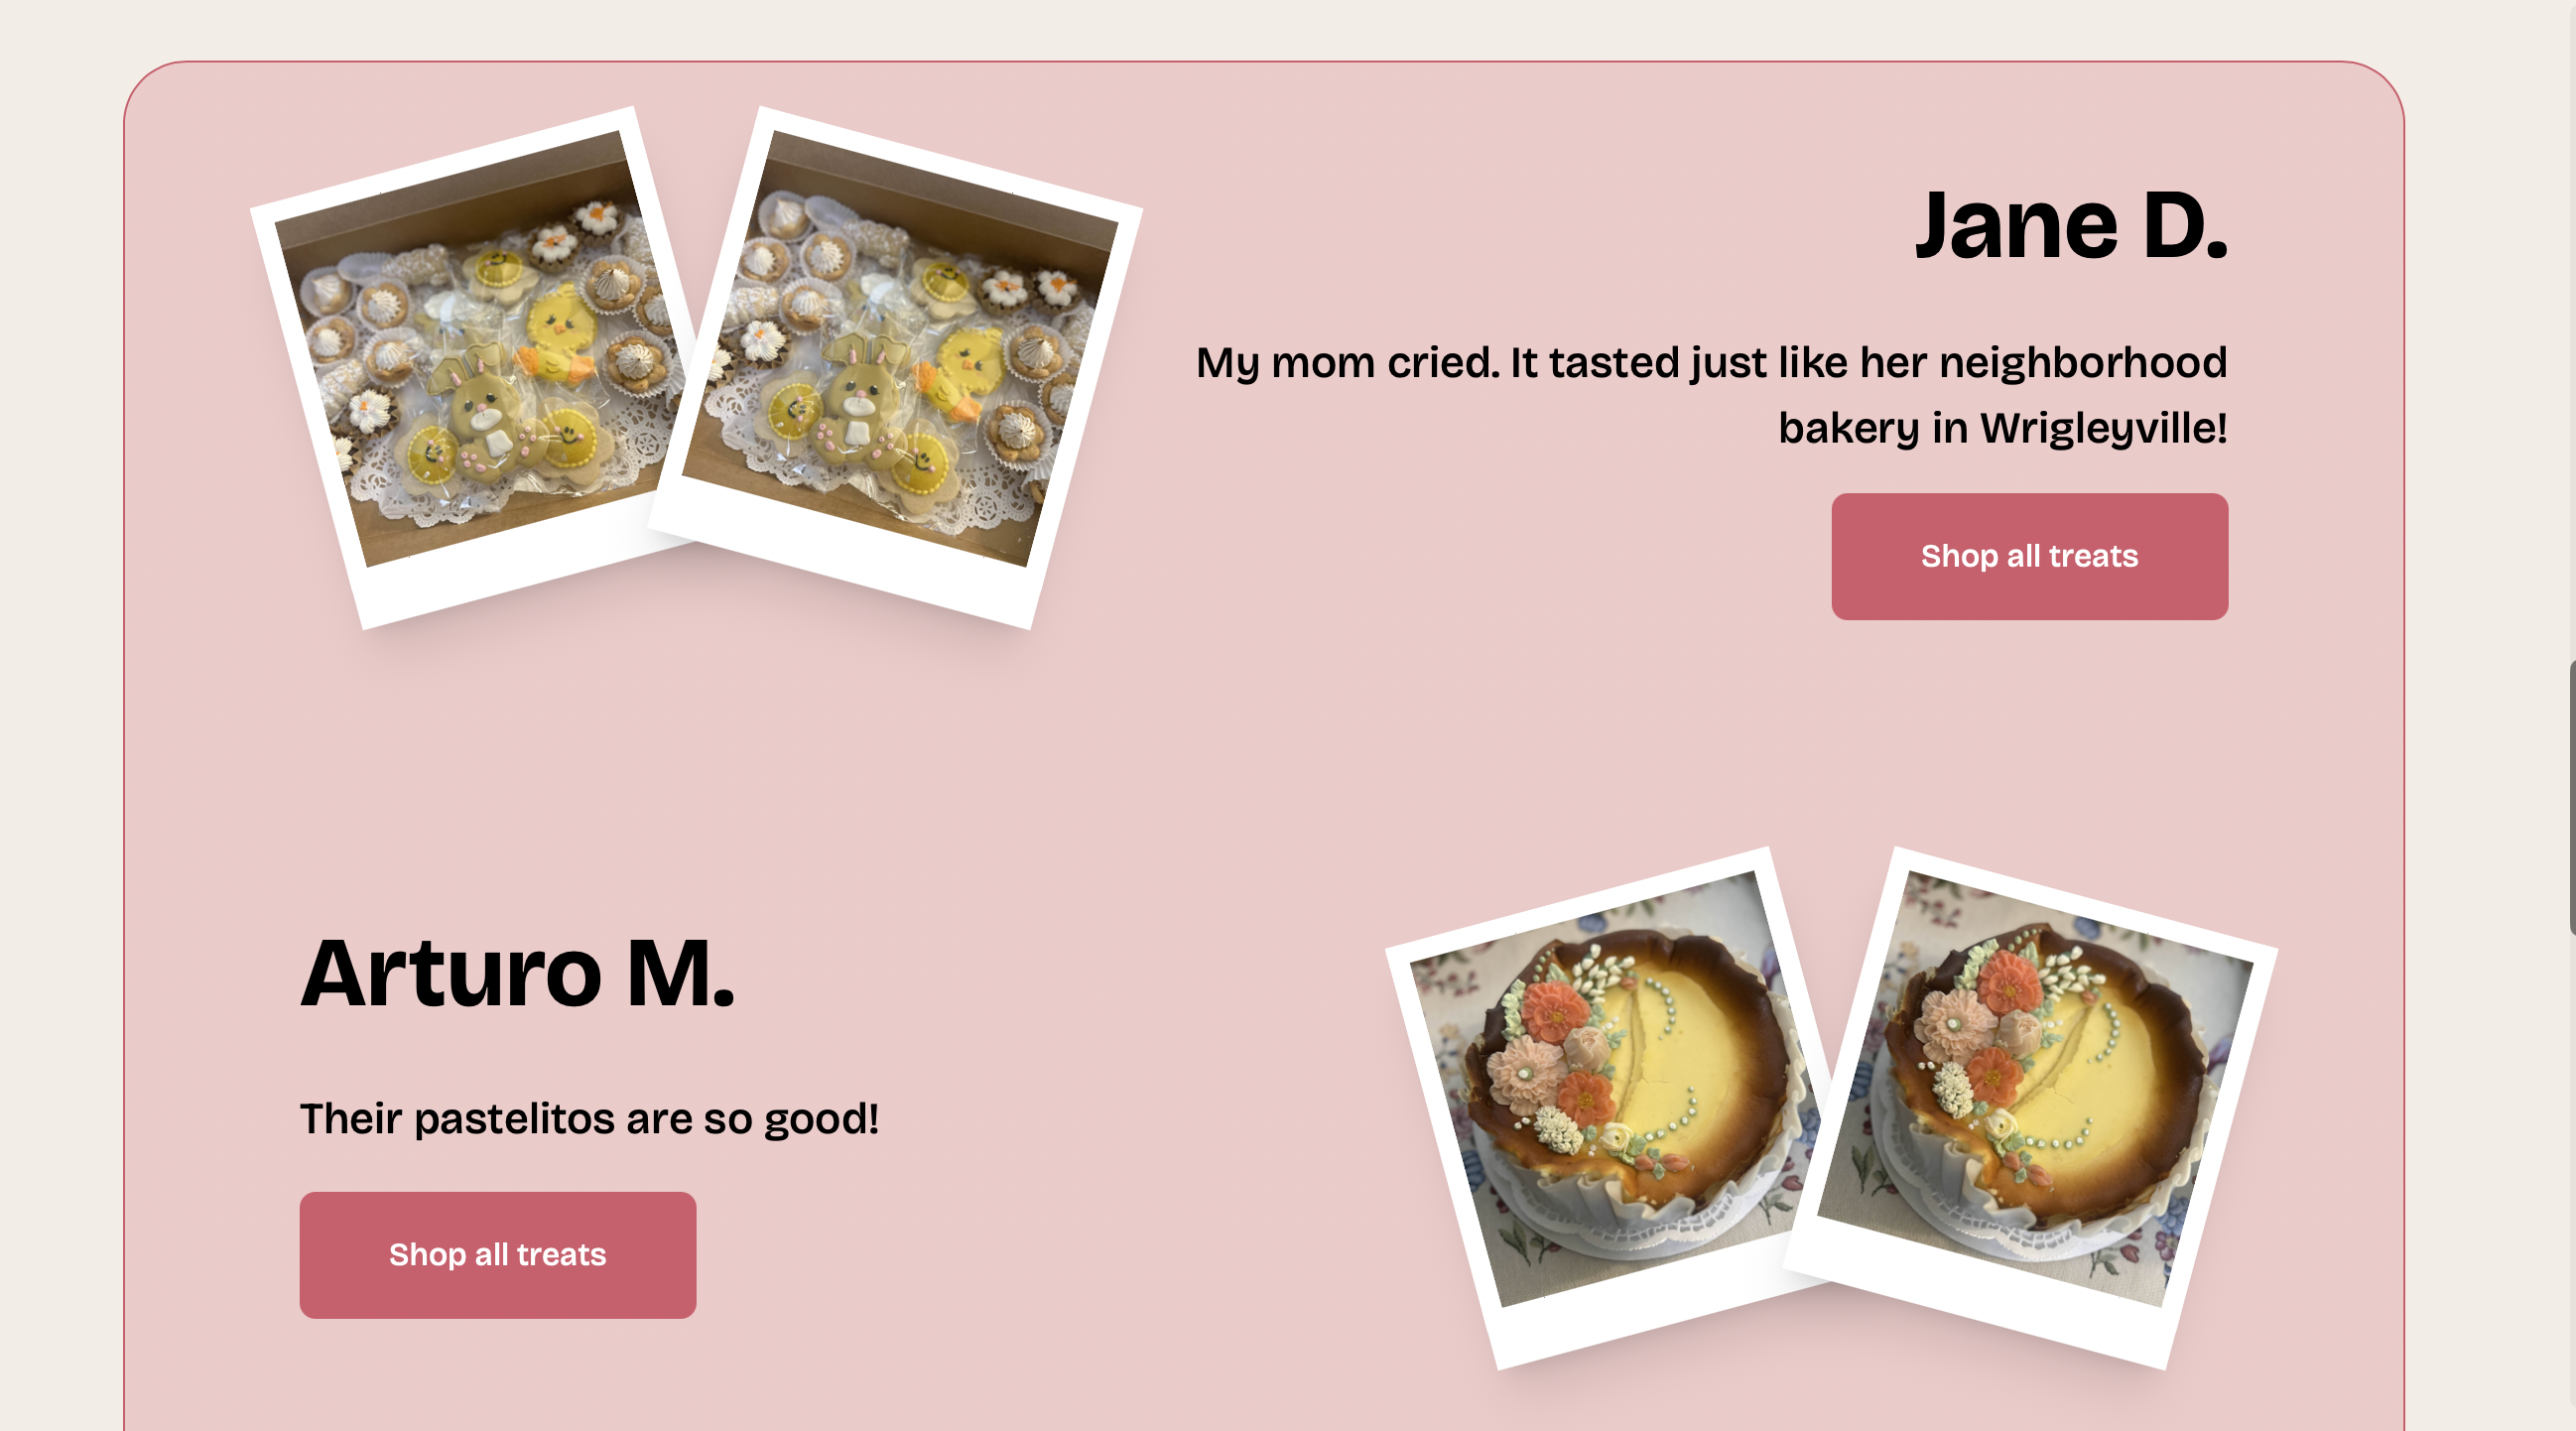 Jane D.
My mom cried. It tasted just like her neighborhood
bakery in Wrigleyville!
Shop all treats
Arturo M.
Their pastelitos are so good!
Shop all treats